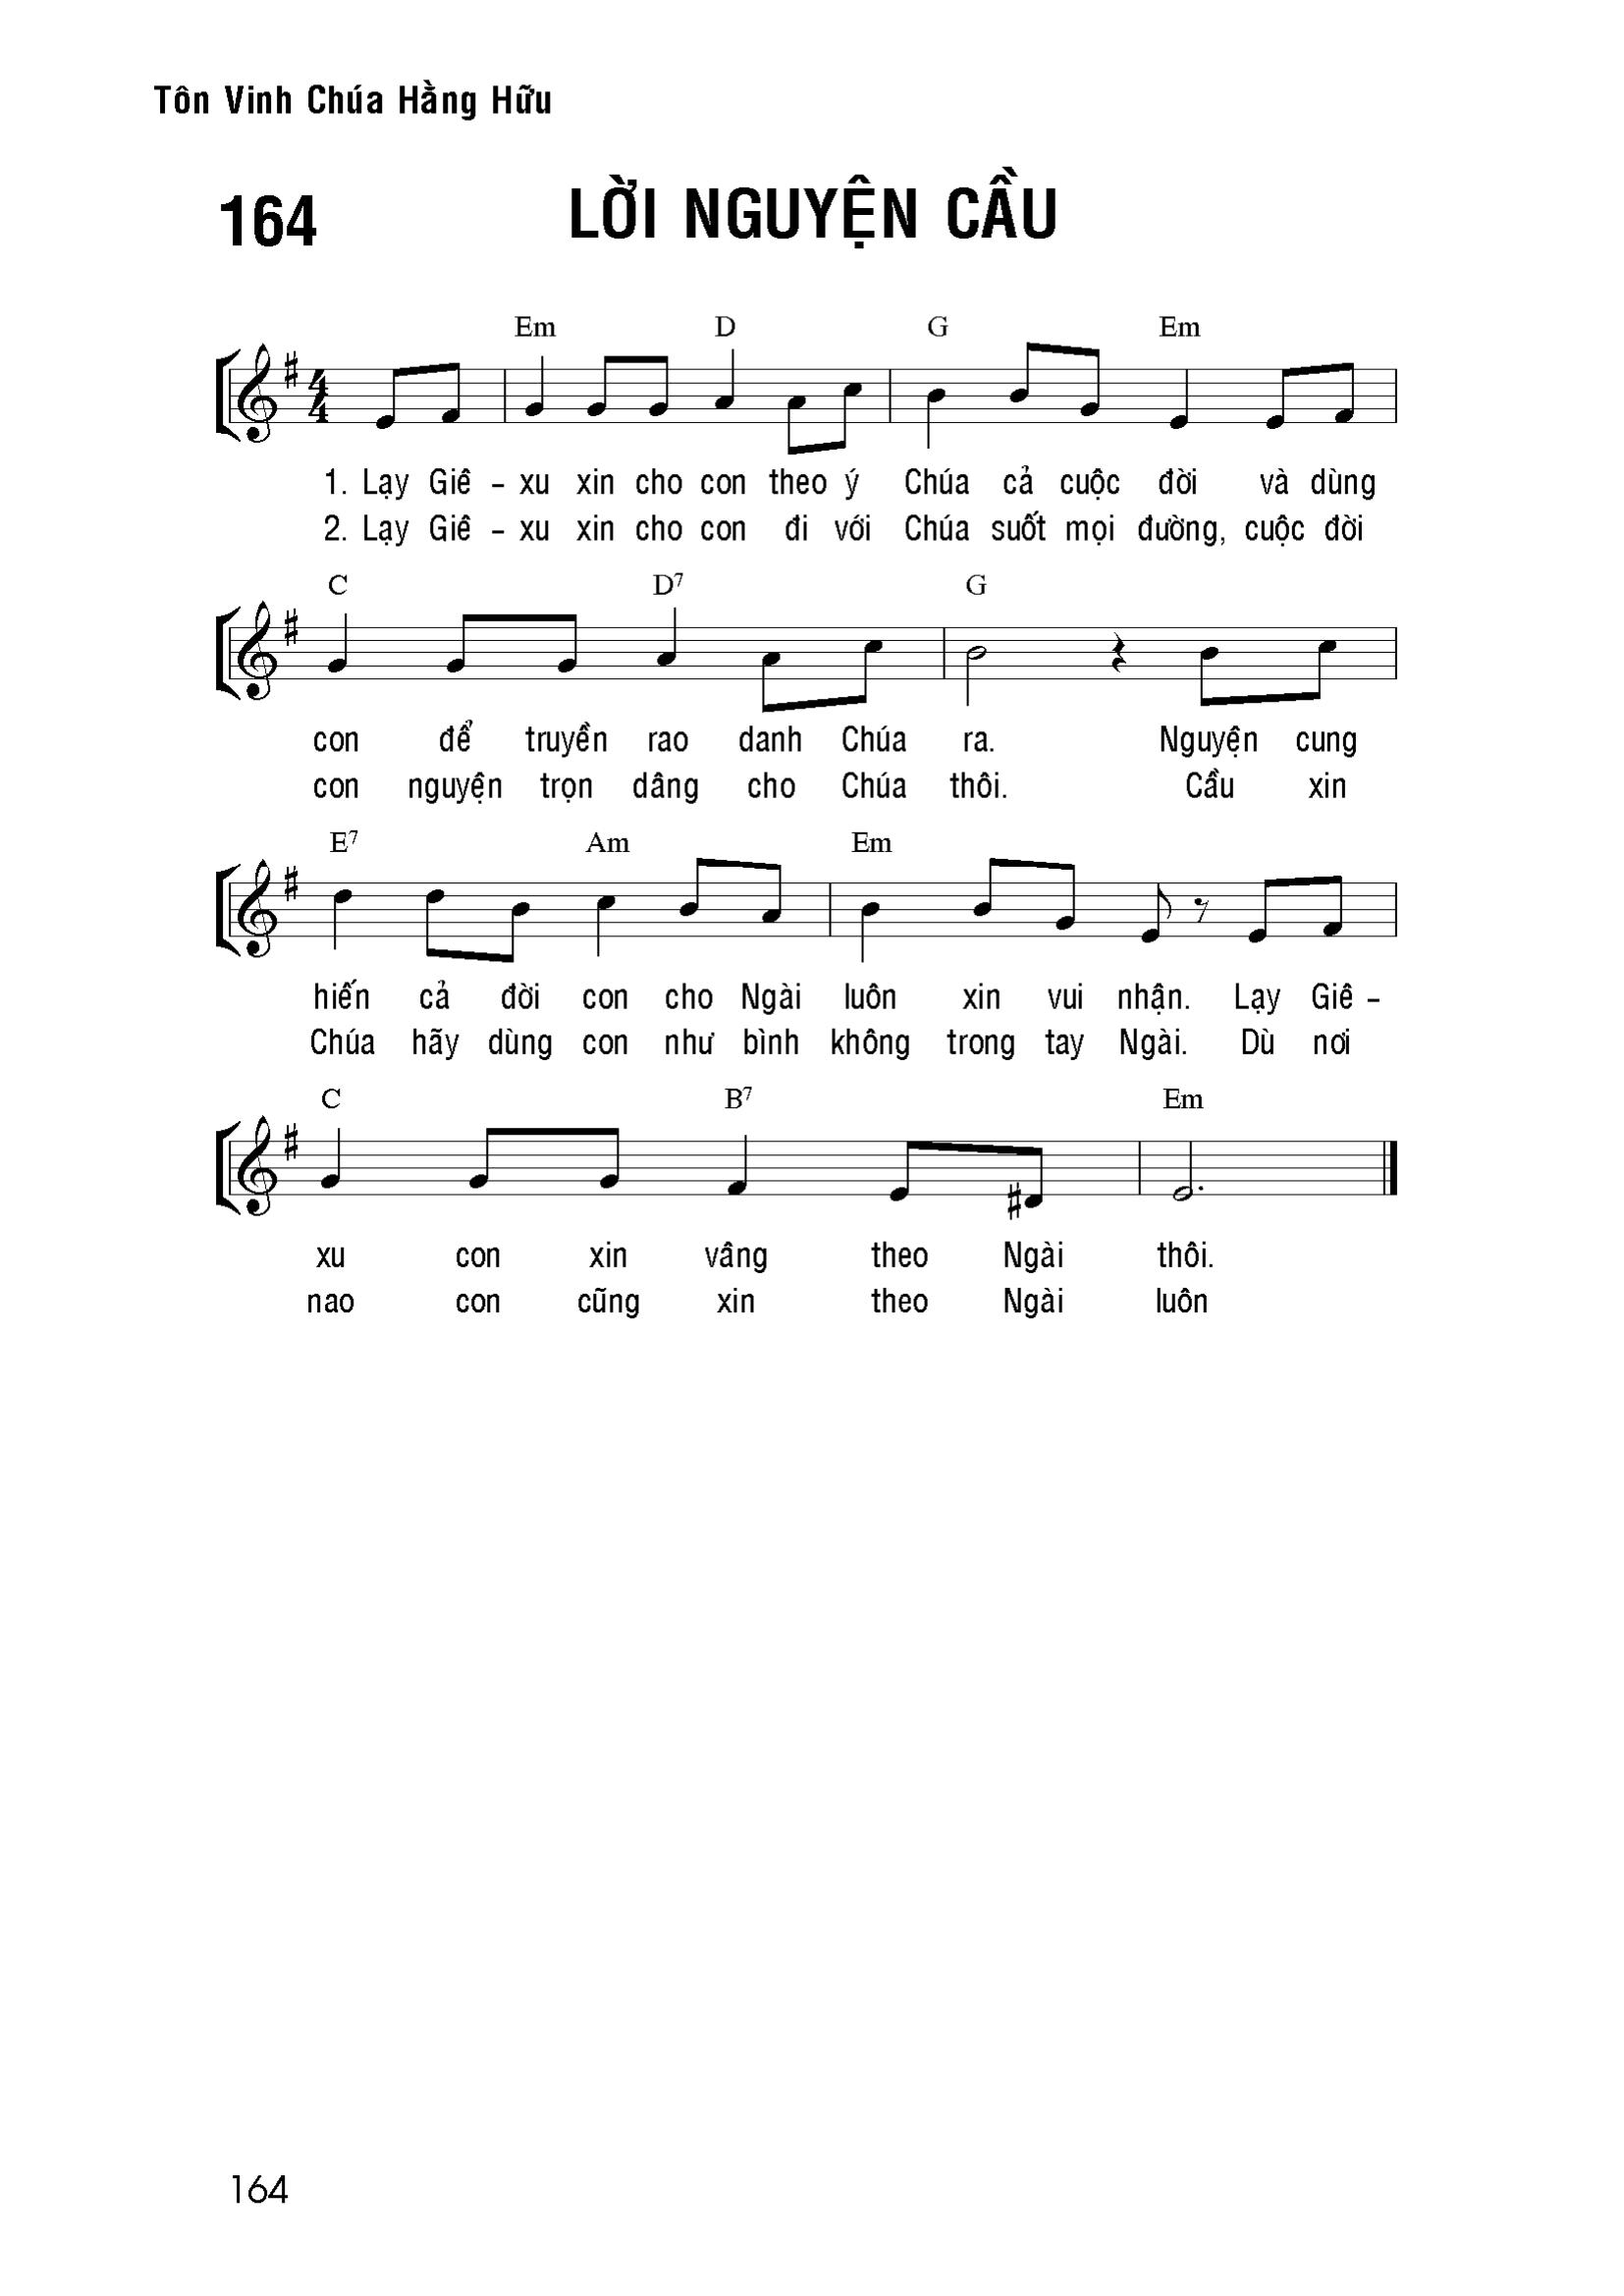 Tôn Vinh Chúa Hằng Hữu
164 LỜI NGUYỆN CẦU
Em D G Em
1. Lạy Giê - xu xin cho con theo ý Chúa cả cuộc đời và dùng
2. Lạy Giê - xu xin cho con đi với Chúa suốt mọi đường, cuộc đời
C D7 G
con để truyền rao danh Chúa ra. Nguyện cung
con nguyện trọn dâng cho Chúa thôi. Cầu xin
E7 Am Em
hiến cả đời con cho Ngài luôn xin vui nhận. Lạy Giê -
Chúa hãy dùng con như bình không trong tay Ngài. Dù nơi
C B7 Em
xu con xin vâng theo Ngài thôi.
nao con cũng xin theo Ngài luôn
164